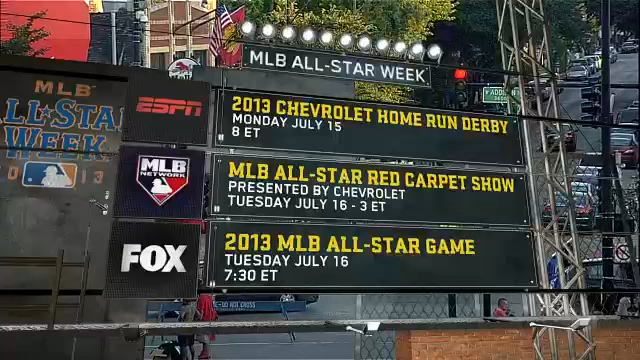 MLB ALL-STAR WEEK
MLB
ALL STAR
WEEK
2013
ESPN
2013 CHEVROLET HOME RUN DERBY
MONDAY JULY 15
8 ET
MLB
NETWORK
MLB ALL-STAR RED CARPET SHOW
PRESENTED BY CHEVROLET
TUESDAY JULY 16 - 3 ET
FOX
2013 MLB ALL-STAR GAME
TUESDAY JULY 16
7:30 ET
ADDISON